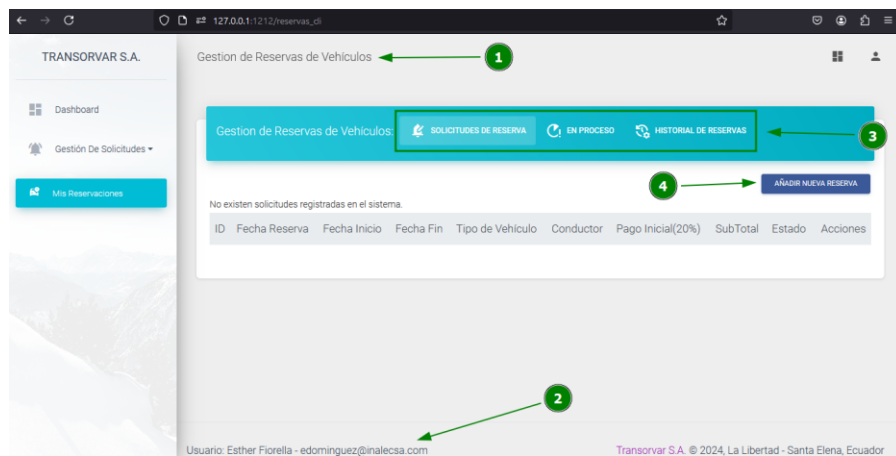 127.0.0.1:1212/reservas_cli
TRANSORVAR S.A.
Gestion de Reservas de Vehículos
1
Dashboard
Gestión De Solicitudes
Mis Reservaciones
Gestion de Reservas de Vehículos:
SOLICITUDES DE RESERVA
EN PROCESO
HISTORIAL DE RESERVAS
3
4
AÑADIR NUEVA RESERVA
No existen solicitudes registradas en el sistema.
ID Fecha Reserva Fecha Inicio Fecha Fin Tipo de Vehículo Conductor Pago Inicial(20%) SubTotal Estado Acciones
2
Usuario: Esther Fiorella - edominguez@inalecsa.com
Transorvar S.A. © 2024, La Libertad - Santa Elena, Ecuador